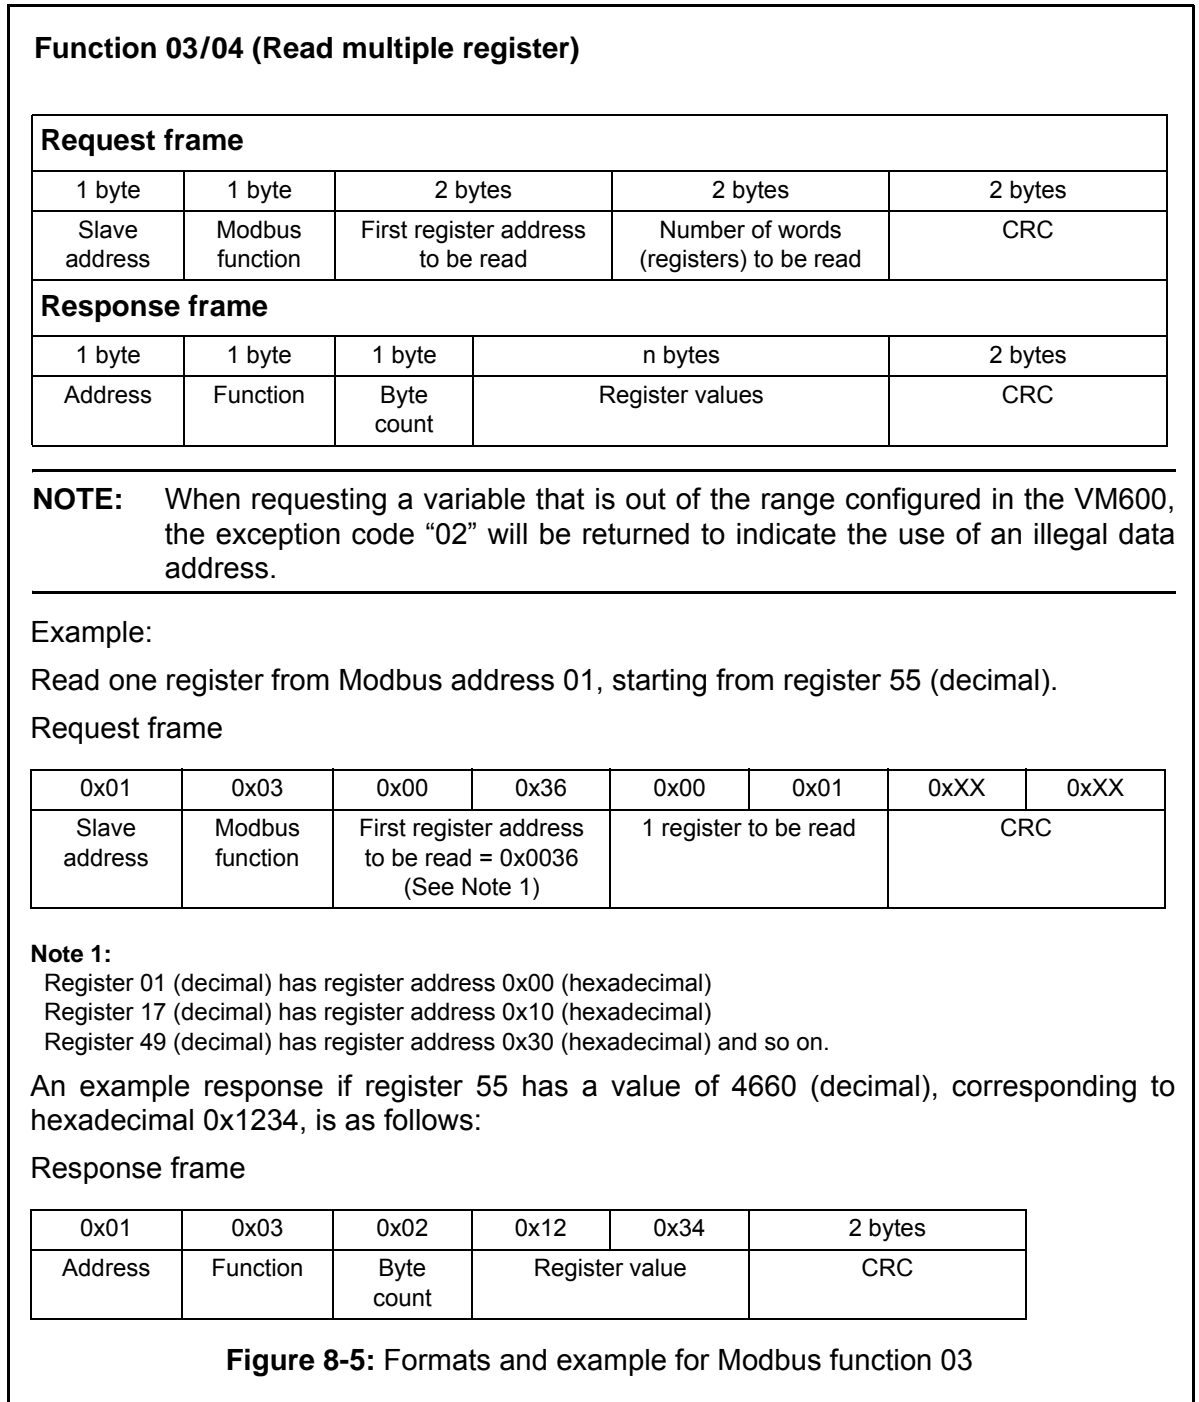 Function 03/04 (Read multiple register)
Request frame
1 byte 1 byte 2 bytes 2 bytes 2 bytes
Slave address Modbus function First register address to be read Number of words (registers) to be read CRC
Response frame
1 byte 1 byte 1 byte n bytes 2 bytes
Address Function Byte count Register values CRC
NOTE: When requesting a variable that is out of the range configured in the VM600,
the exception code “02” will be returned to indicate the use of an illegal data
address.
Example:
Read one register from Modbus address 01, starting from register 55 (decimal).
Request frame
0x01 0x03 0x00 0x36 0x00 0x01 0xXX 0xXX
Slave address Modbus function First register address to be read = 0x0036 (See Note 1) 1 register to be read CRC
Note 1:
Register 01 (decimal) has register address 0x00 (hexadecimal)
Register 17 (decimal) has register address 0x10 (hexadecimal)
Register 49 (decimal) has register address 0x30 (hexadecimal) and so on.
An example response if register 55 has a value of 4660 (decimal), corresponding to
hexadecimal 0x1234, is as follows:
Response frame
0x01 0x03 0x02 0x12 0x34 2 bytes
Address Function Byte count Register value CRC
Figure 8-5: Formats and example for Modbus function 03